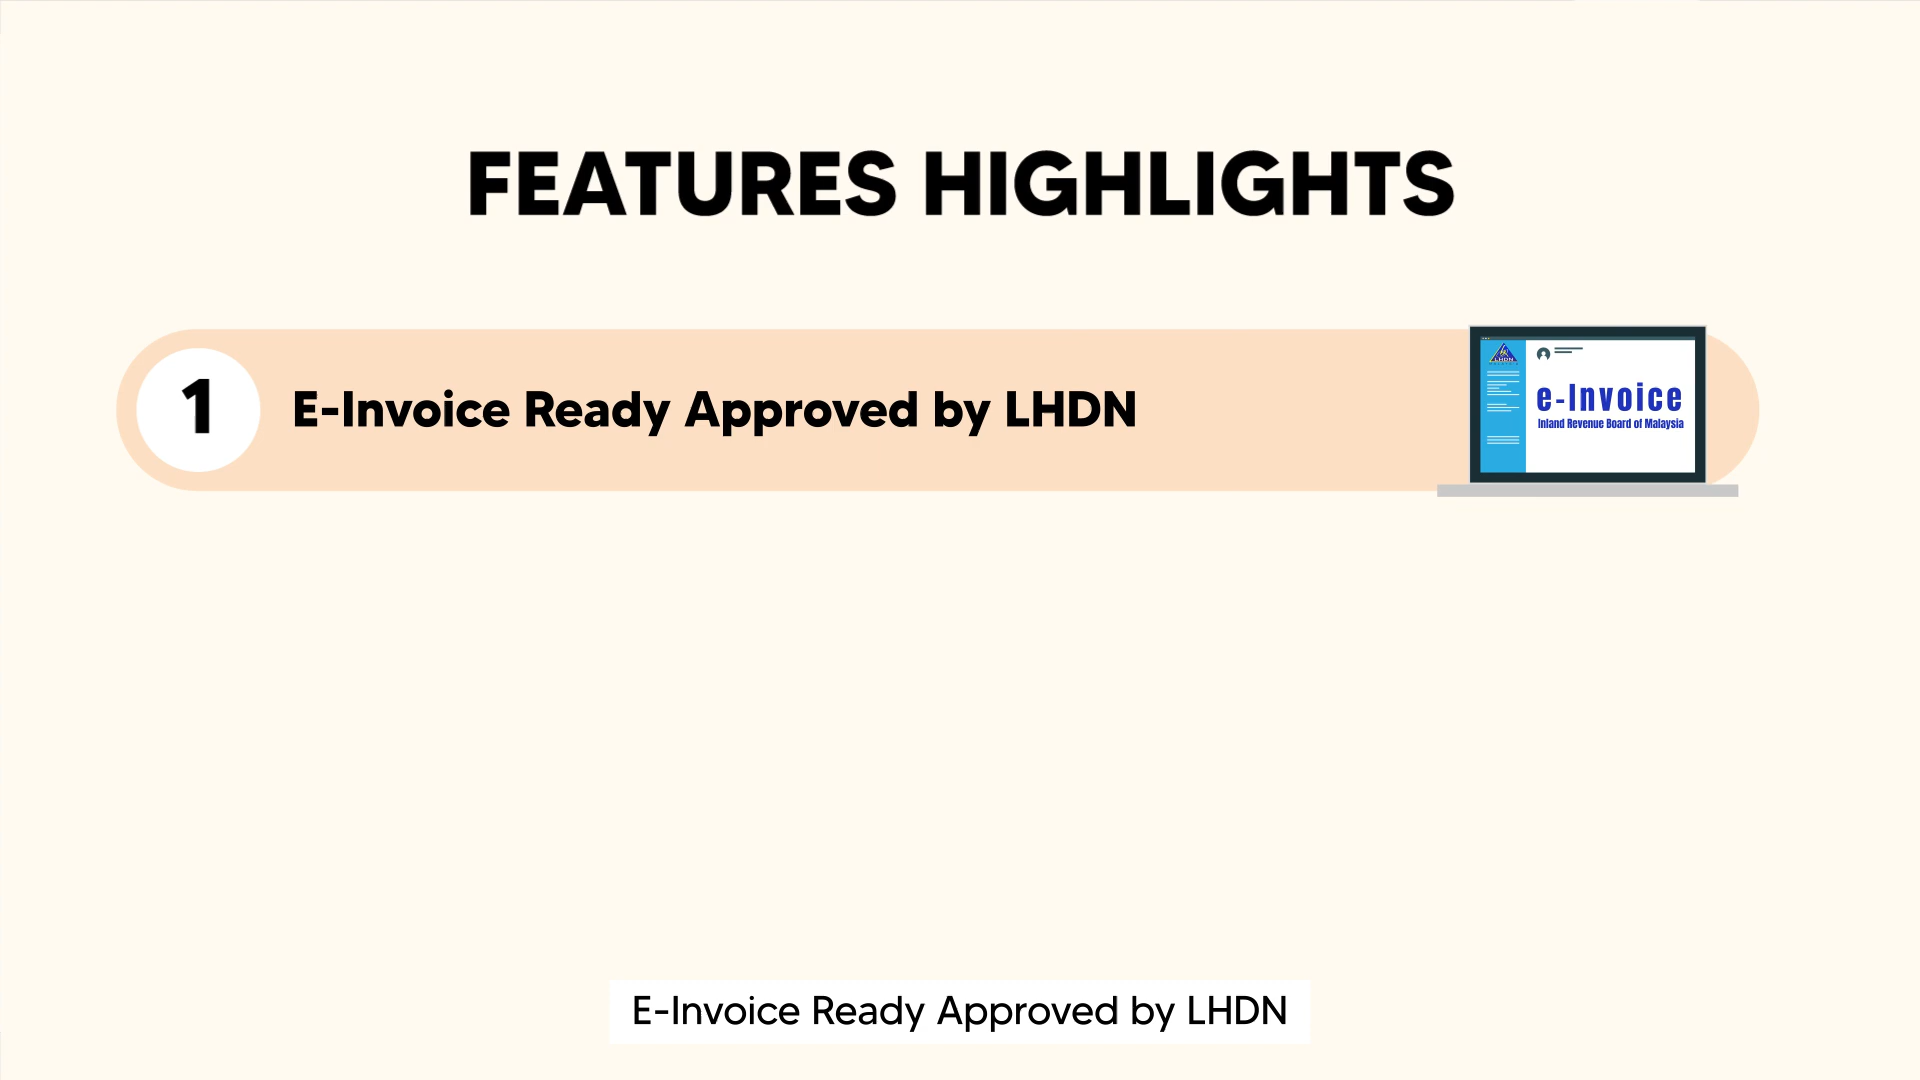 FEATURES HIGHLIGHTS
1
E-Invoice Ready Approved by LHDN
LHDN
e-Invoice
Inland Revenue Board of Malaysia
E-Invoice Ready Approved by LHDN